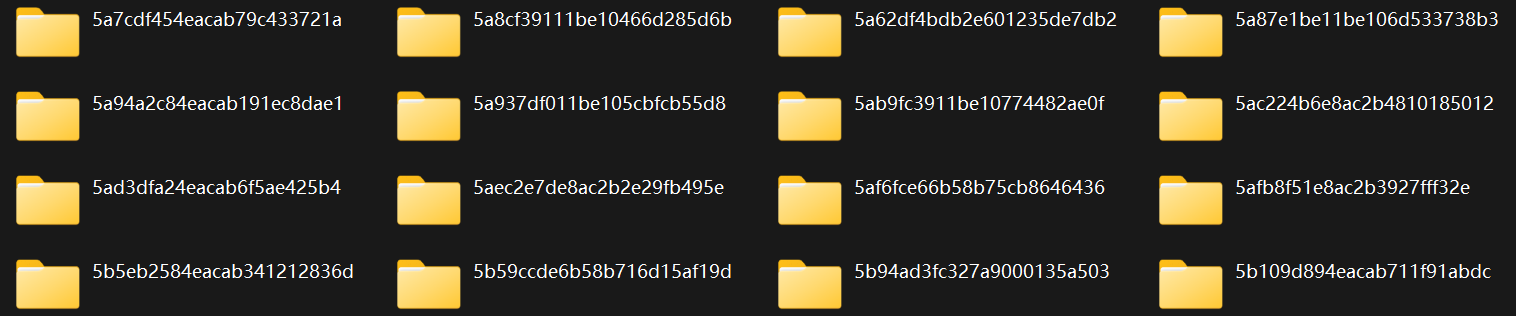 5a7cdf454eacab79c433721a
5a8cf39111be10466d285d6b
5a62df4bdb2e601235de7db2
5a87e1be11be106d533738b3
5a94a2c84eacab191ec8dae1
5a937df011be105cbfcb55d8
5ab9fc3911be10774482ae0f
5ac224b6e8ac2b4810185012
5ad3dfa24eacab6f5ae425b4
5aec2e7de8ac2b2e29fb495e
5af6fce66b58b75cb8646436
5afb8f51e8ac2b3927fff32e
5b5eb2584eacab341212836d
5b59ccde6b58b716d15af19d
5b94ad3fc327a9000135a503
5b109d894eacab711f91abdc